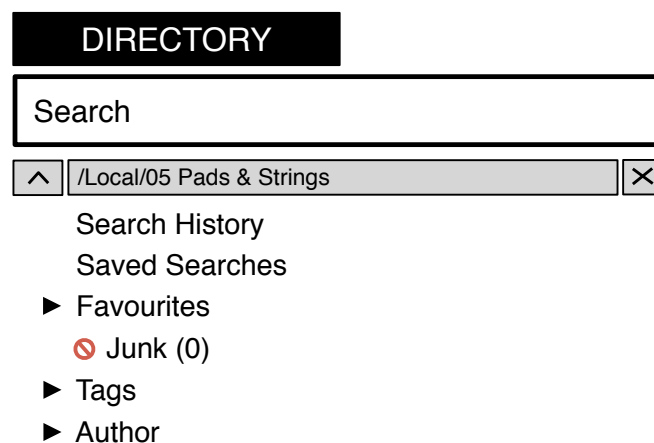 DIRECTORY
Search
/Local/05 Pads & Strings
Search History
Saved Searches
Favourites
Junk (0)
Tags
Author